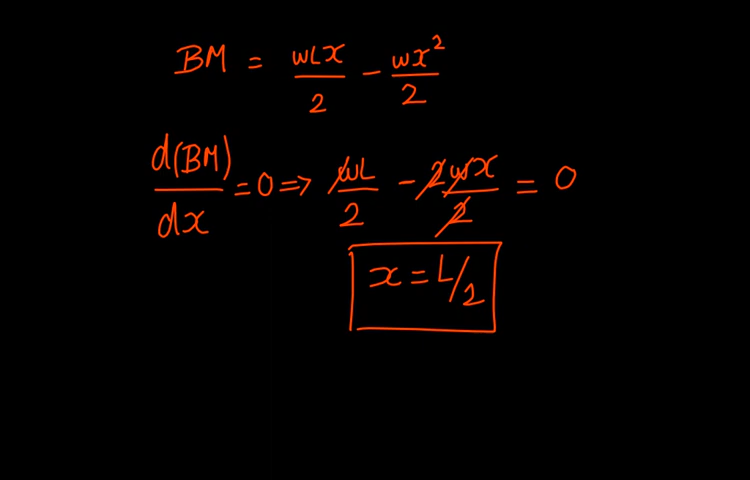 BM = wLx/2 - wx²/2
d(BM)/dx = 0 => wL/2 - 2wx/2 = 0
x = L/2